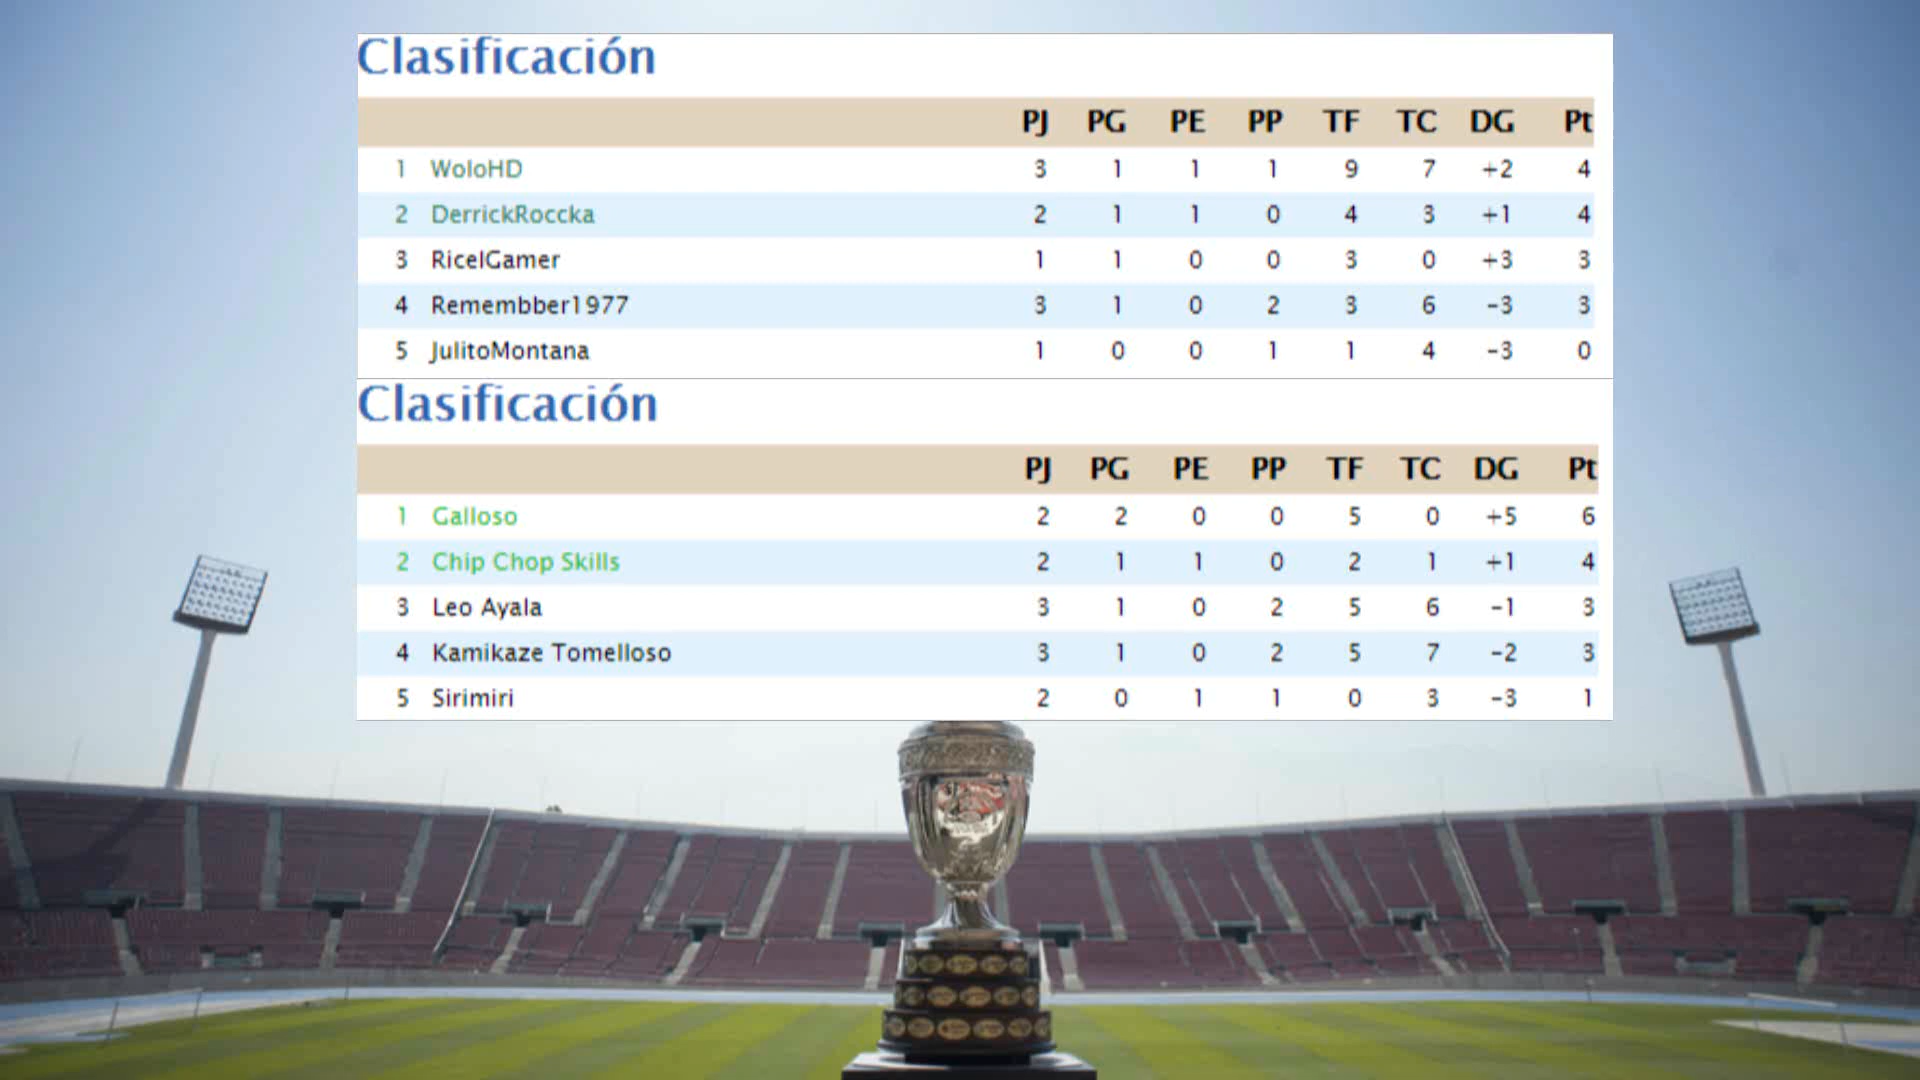 Clasificación
PJ PG PE PP TF TC DG Pt
1 WoloHD 3 1 1 1 9 7 +2 4
2 DerrickRoccka 2 1 1 0 4 3 +1 4
3 RicelGamer 1 1 0 0 3 0 +3 3
4 Remembber1977 3 1 0 2 3 6 -3 3
5 JulitoMontana 1 0 0 1 1 4 -3 0
Clasificación
PJ PG PE PP TF TC DG Pt
1 Galloso 2 2 0 0 5 0 +5 6
2 Chip Chop Skills 2 1 1 0 2 1 +1 4
3 Leo Ayala 3 1 0 2 5 6 -1 3
4 Kamikaze Tomelloso 3 1 0 2 5 7 -2 3
5 Sirimiri 2 0 1 1 0 3 -3 1